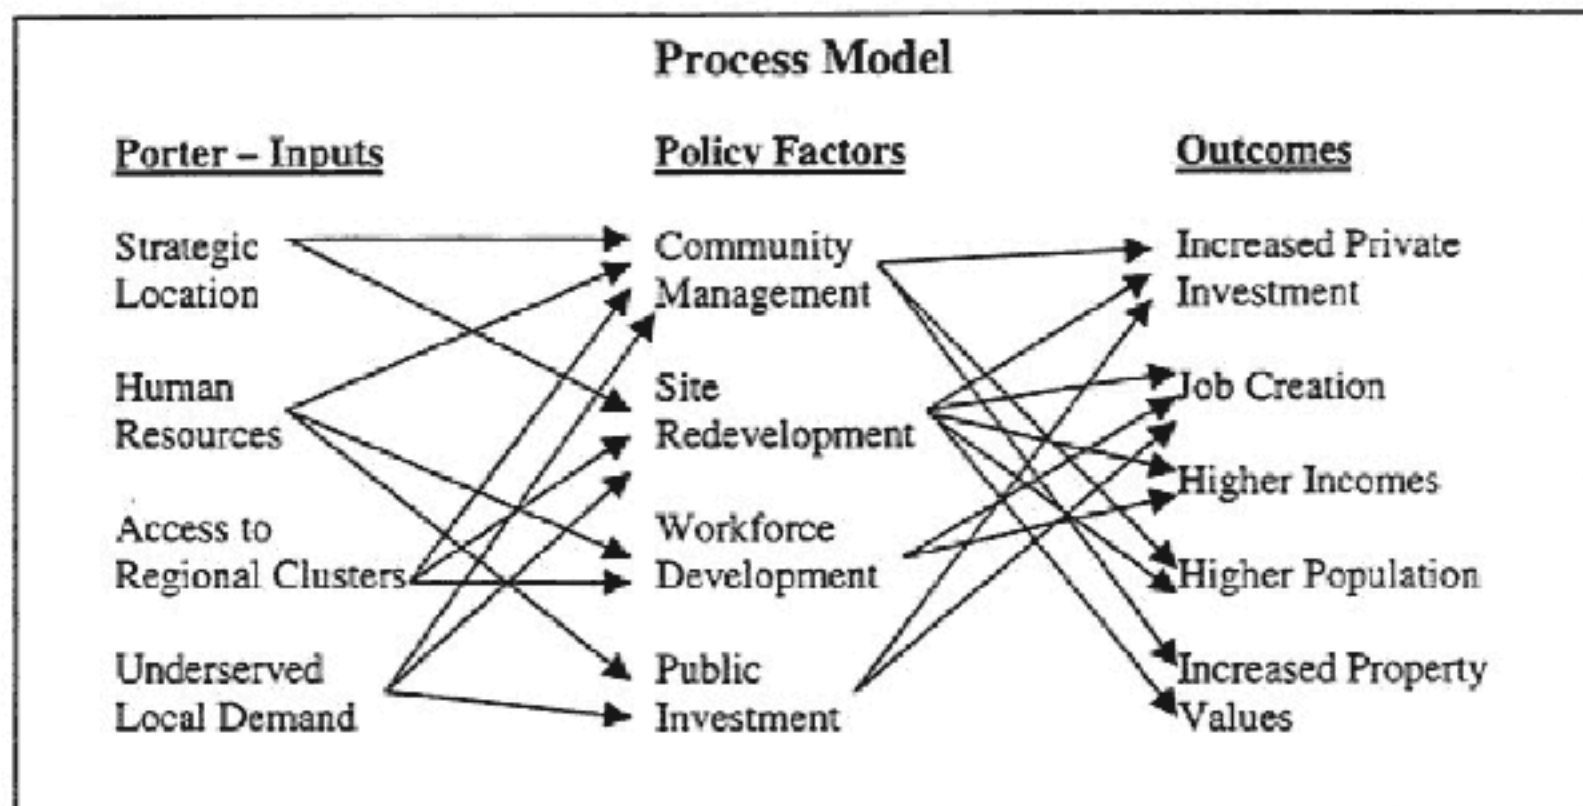 Process Model
Porter – Inputs
Policy Factors
Outcomes
Strategic
Location
Community
Management
Increased Private
Investment
Human
Resources
Site
Redevelopment
Job Creation
Higher Incomes
Access to
Regional Clusters
Workforce
Development
Higher Population
Underserved
Local Demand
Public
Investment
Increased Property
Values